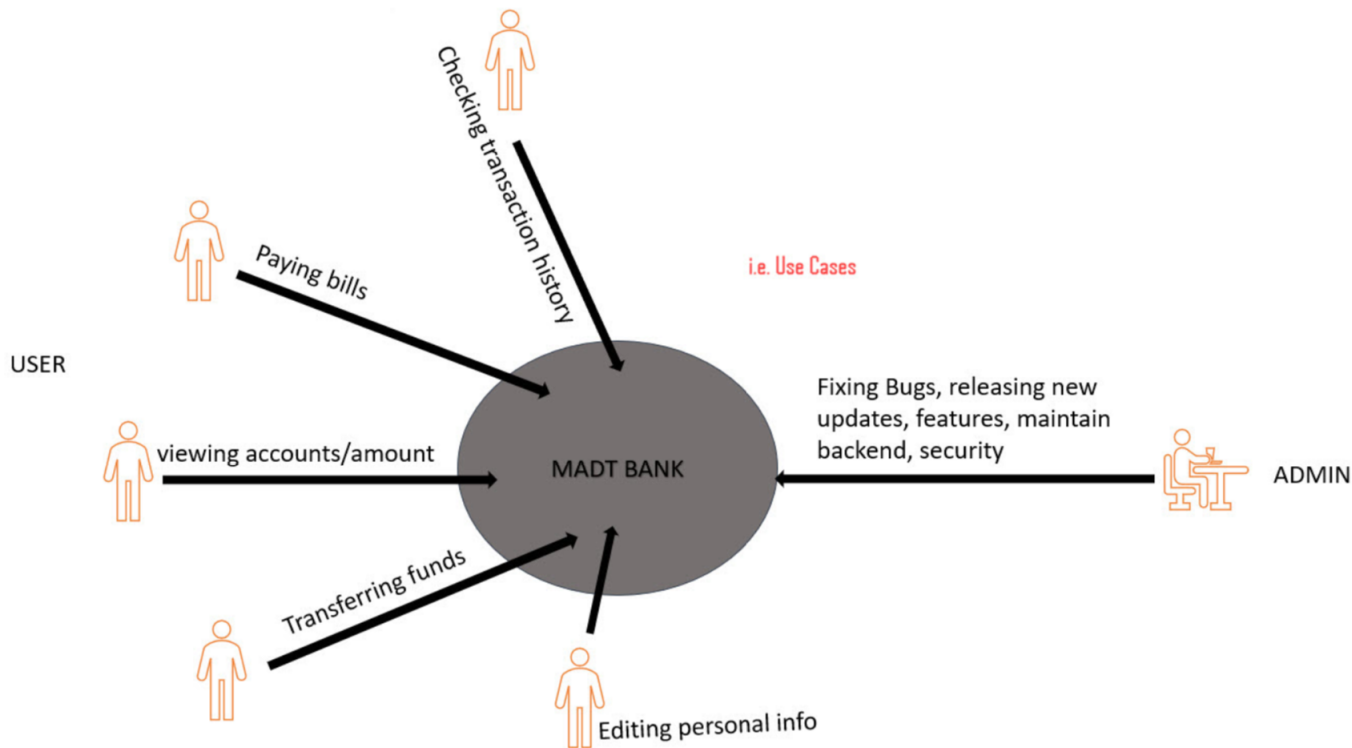 Checking transaction history
Paying bills
i.e. Use Cases
USER
Fixing Bugs, releasing new
updates, features, maintain
backend, security
viewing accounts/amount
MADT BANK
ADMIN
Transferring funds
Editing personal info